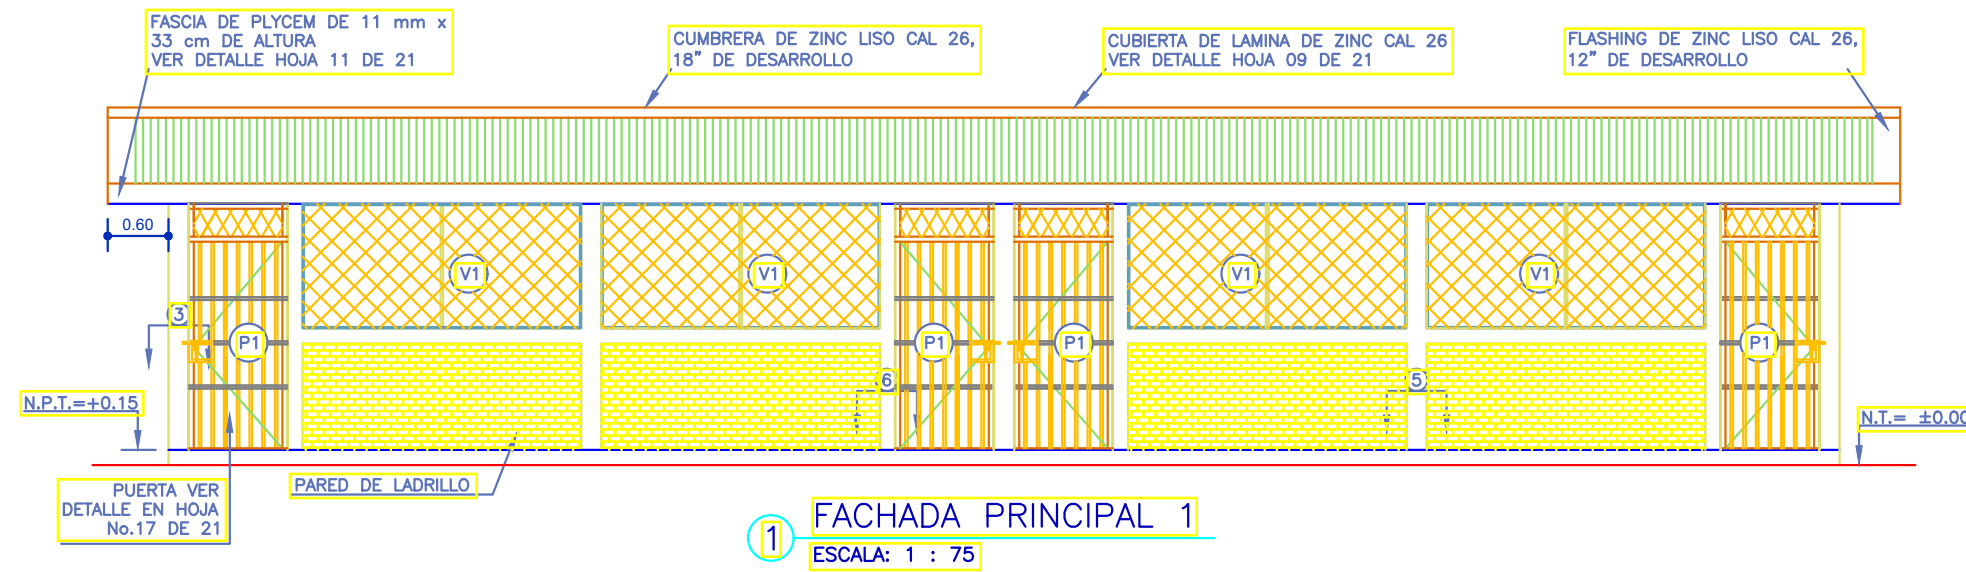 FASCIA DE PLYCEM DE 11 mm x
33 cm DE ALTURA
VER DETALLE HOJA 11 DE 21
CUMBRERA DE ZINC LISO CAL 26,
18" DE DESARROLLO
CUBIERTA DE LAMINA DE ZINC CAL 26
VER DETALLE HOJA 09 DE 21
FLASHING DE ZINC LISO CAL 26,
12" DE DESARROLLO
0.60
V1
V1
V1
V1
3
P1
P1
P1
P1
6
5
N.P.T.=+0.15
N.T.= ±0.00
PUERTA VER
DETALLE EN HOJA
No.17 DE 21
PARED DE LADRILLO
1
FACHADA PRINCIPAL 1
ESCALA: 1 : 75